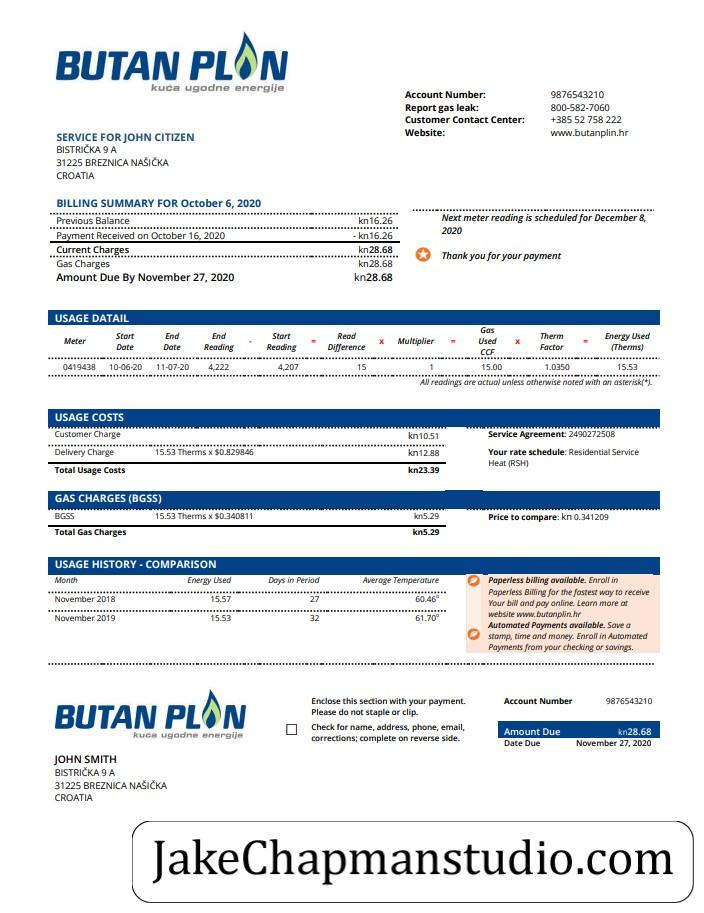 BUTAN PLIN
kuća ugodne energije
Account Number: 9876543210
Report gas leak: 800-582-7060
Customer Contact Center: +385 52 758 222
Website: www.butanplin.hr
SERVICE FOR JOHN CITIZEN
BISTRIČKA 9 A
31225 BREZNICA NAŠIČKA
CROATIA
BILLING SUMMARY FOR October 6, 2020
Previous Balance kn16.26
Payment Received on October 16, 2020 - kn16.26
Current Charges kn28.68
Gas Charges kn28.68
Amount Due By November 27, 2020 kn28.68
Next meter reading is scheduled for December 8,
2020
Thank you for your payment
USAGE DATAIL
Meter Start Date End Date End Reading - Start Reading = Read Difference x Multiplier = Gas Used CCF x Therm Factor = Energy Used (Therms)
0419438 10-06-20 11-07-20 4,222 4,207 15 1 15.00 1.0350 15.53
All readings are actual unless otherwise noted with an asterisk(*).
USAGE COSTS
Customer Charge kn10.51
Delivery Charge 15.53 Therms x $0.829846 kn12.88
Total Usage Costs kn23.39
Service Agreement: 2490272508
Your rate schedule: Residential Service
Heat (RSH)
GAS CHARGES (BGSS)
BGSS 15.53 Therms x $0.340811 kn5.29
Total Gas Charges kn5.29
Price to compare: kn 0.341209
USAGE HISTORY - COMPARISON
Month Energy Used Days in Period Average Temperature
November 2018 15.57 27 60.46°
November 2019 15.53 32 61.70°
Paperless billing available. Enroll in
Paperless Billing for the fastest way to receive
Your bill and pay online. Learn more at
website www.butanplin.hr
Automated Payments available. Save a
stamp, time and money. Enroll in Automated
Payments from your checking or savings.
BUTAN PLIN
kuća ugodne energije
Enclose this section with your payment.
Please do not staple or clip.
Check for name, address, phone, email,
corrections; complete on reverse side.
Account Number 9876543210
Amount Due kn28.68
Date Due November 27, 2020
JOHN SMITH
BISTRIČKA 9 A
31225 BREZNICA NAŠIČKA
CROATIA
JakeChapmanstudio.com